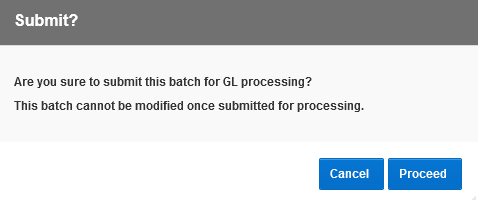 Submit?
Are you sure to submit this batch for GL processing?
This batch cannot be modified once submitted for processing.
Cancel Proceed